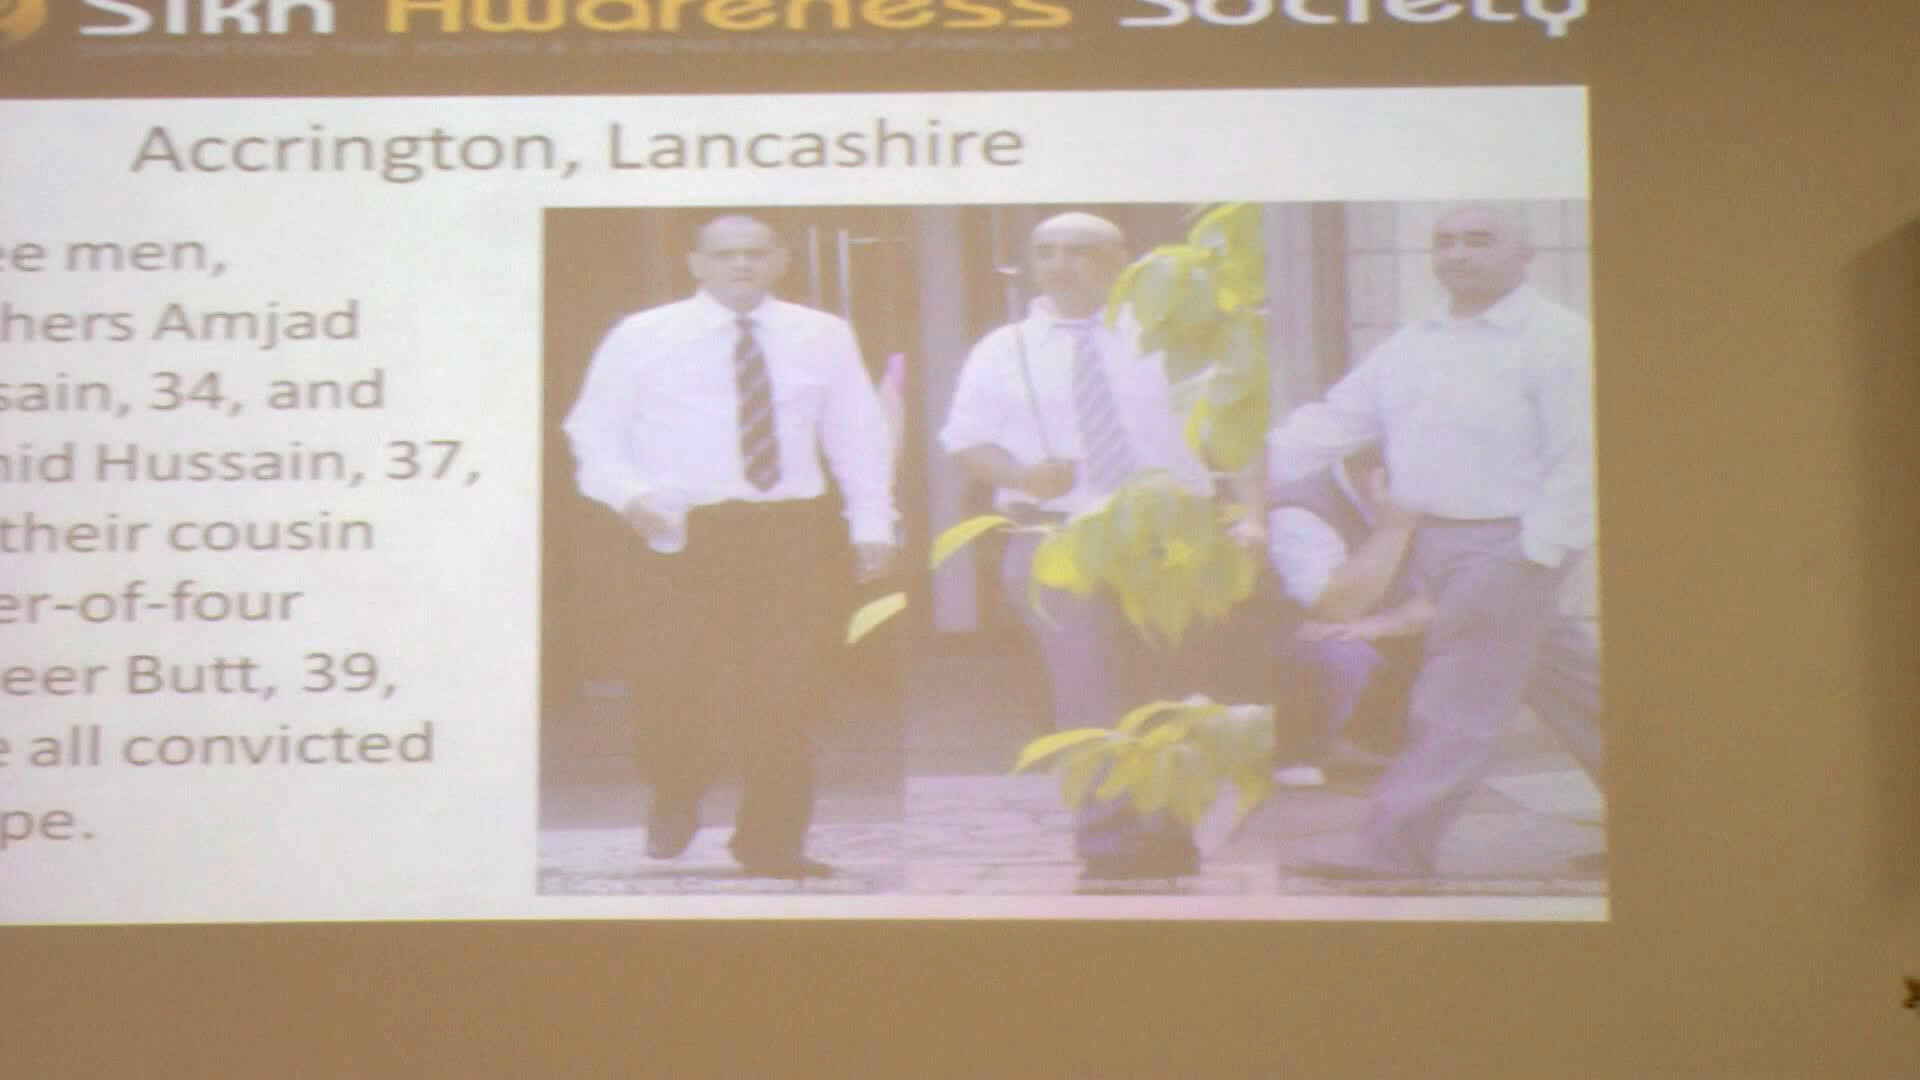 Sikh Awareness Society
Accrington, Lancashire
ee men,
hers Amjad
sain, 34, and
nid Hussain, 37,
their cousin
er-of-four
eer Butt, 39,
e all convicted
pe.